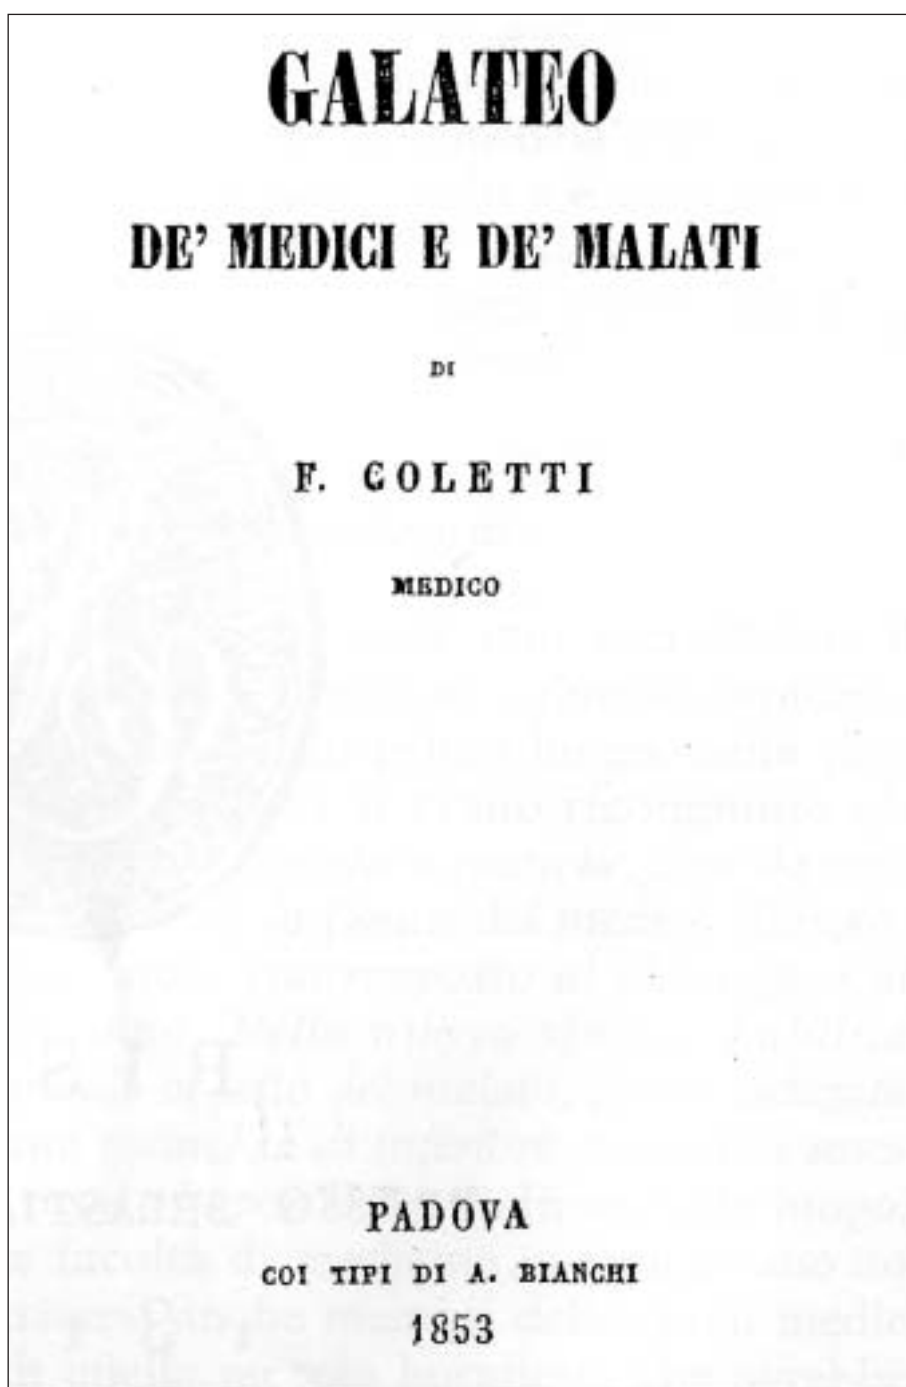 GALATEO
DE' MEDICI E DE' MALATI
DI
F. COLETTI
MEDICO
PADOVA
COI TIPI DI A. BIANCHI
1853